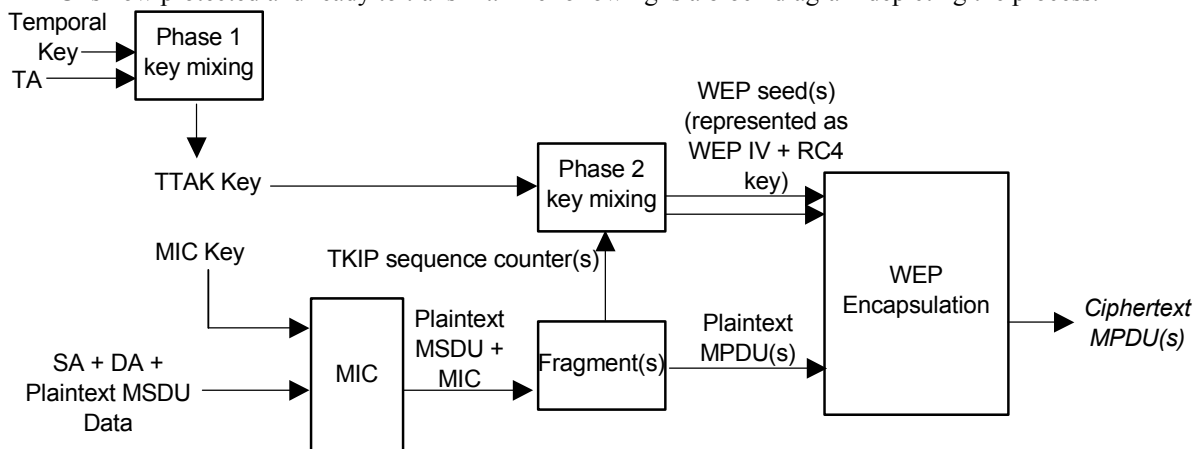 Temporal
Key
TA
Phase 1
key mixing
TTAK Key
Phase 2
key mixing
WEP seed(s)
(represented as
WEP IV + RC4
key)
MIC Key
TKIP sequence counter(s)
WEP
Encapsulation
SA + DA +
Plaintext MSDU
Data
MIC
Plaintext
MSDU +
MIC
Fragment(s)
Plaintext
MPDU(s)
Ciphertext
MPDU(s)